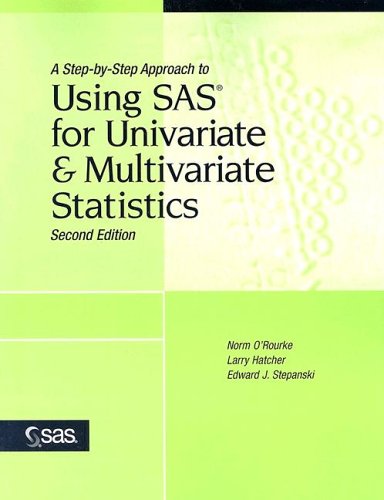 A Step-by-Step Approach to
Using SAS®
for Univariate
& Multivariate
Statistics
Second Edition
Norm O'Rourke
Larry Hatcher
Edward J. Stepanski
sas.